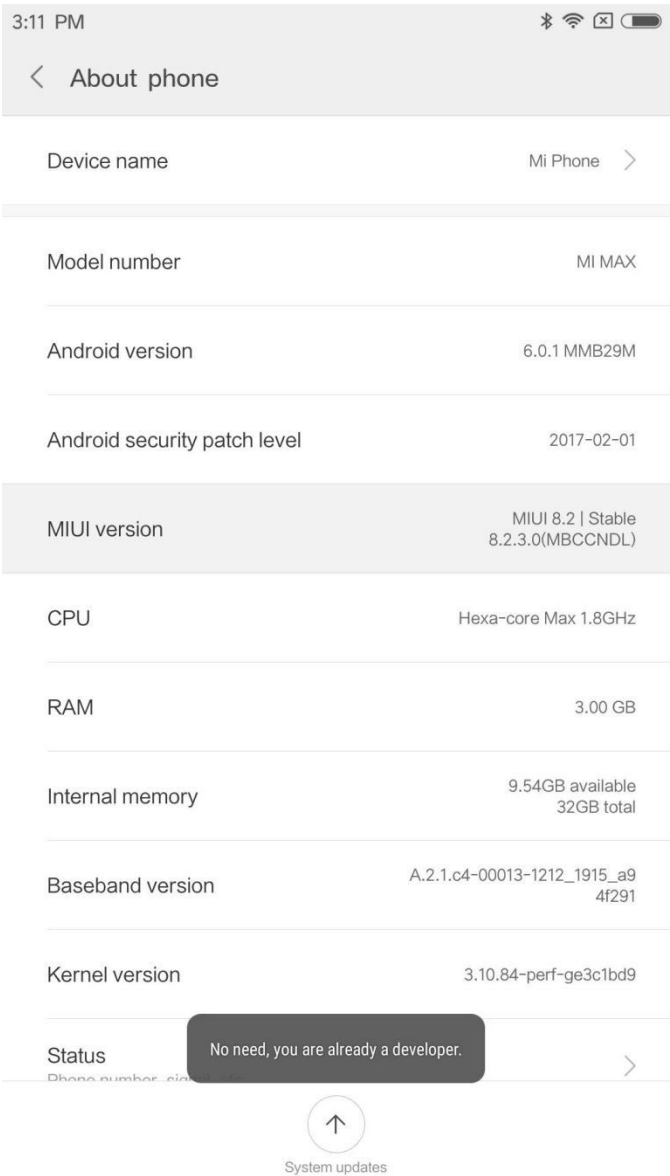 3:11 PM
About phone
Device name
Mi Phone
Model number
MI MAX
Android version
6.0.1 MMB29M
Android security patch level
2017-02-01
MIUI version
MIUI 8.2 | Stable
8.2.3.0(MBCCNDL)
CPU
Hexa-core Max 1.8GHz
RAM
3.00 GB
Internal memory
9.54GB available
32GB total
Baseband version
A.2.1.c4-00013-1212_1915_a9
4f291
Kernel version
3.10.84-perf-ge3c1bd9
Status
No need, you are already a developer.
Phone number,
System updates